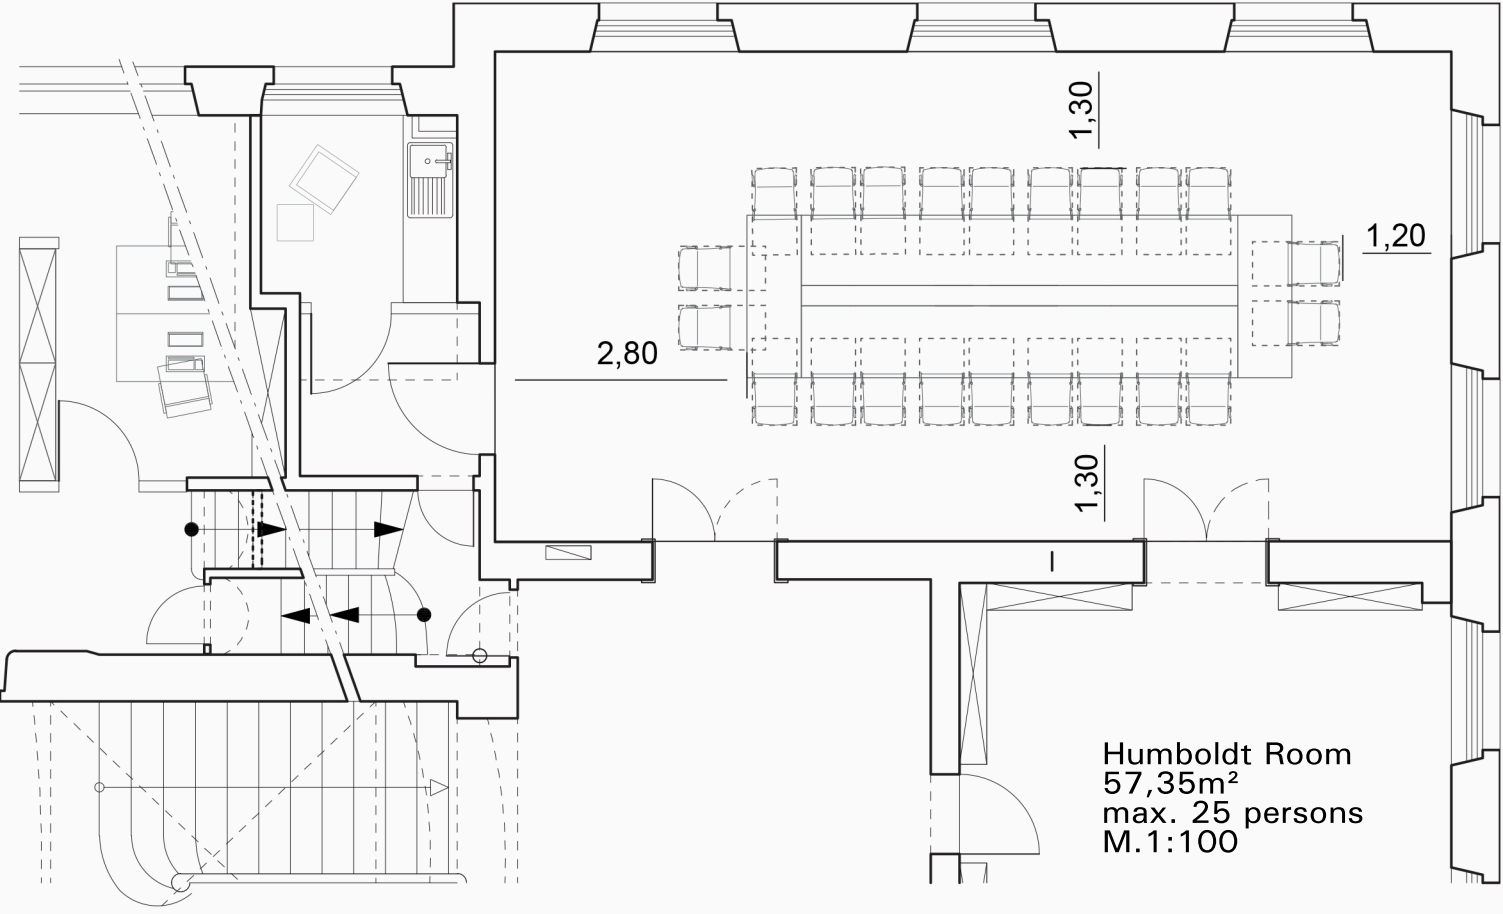 1,30
1,20
2,80
1,30
Humboldt Room
57,35m²
max. 25 persons
M.1:100